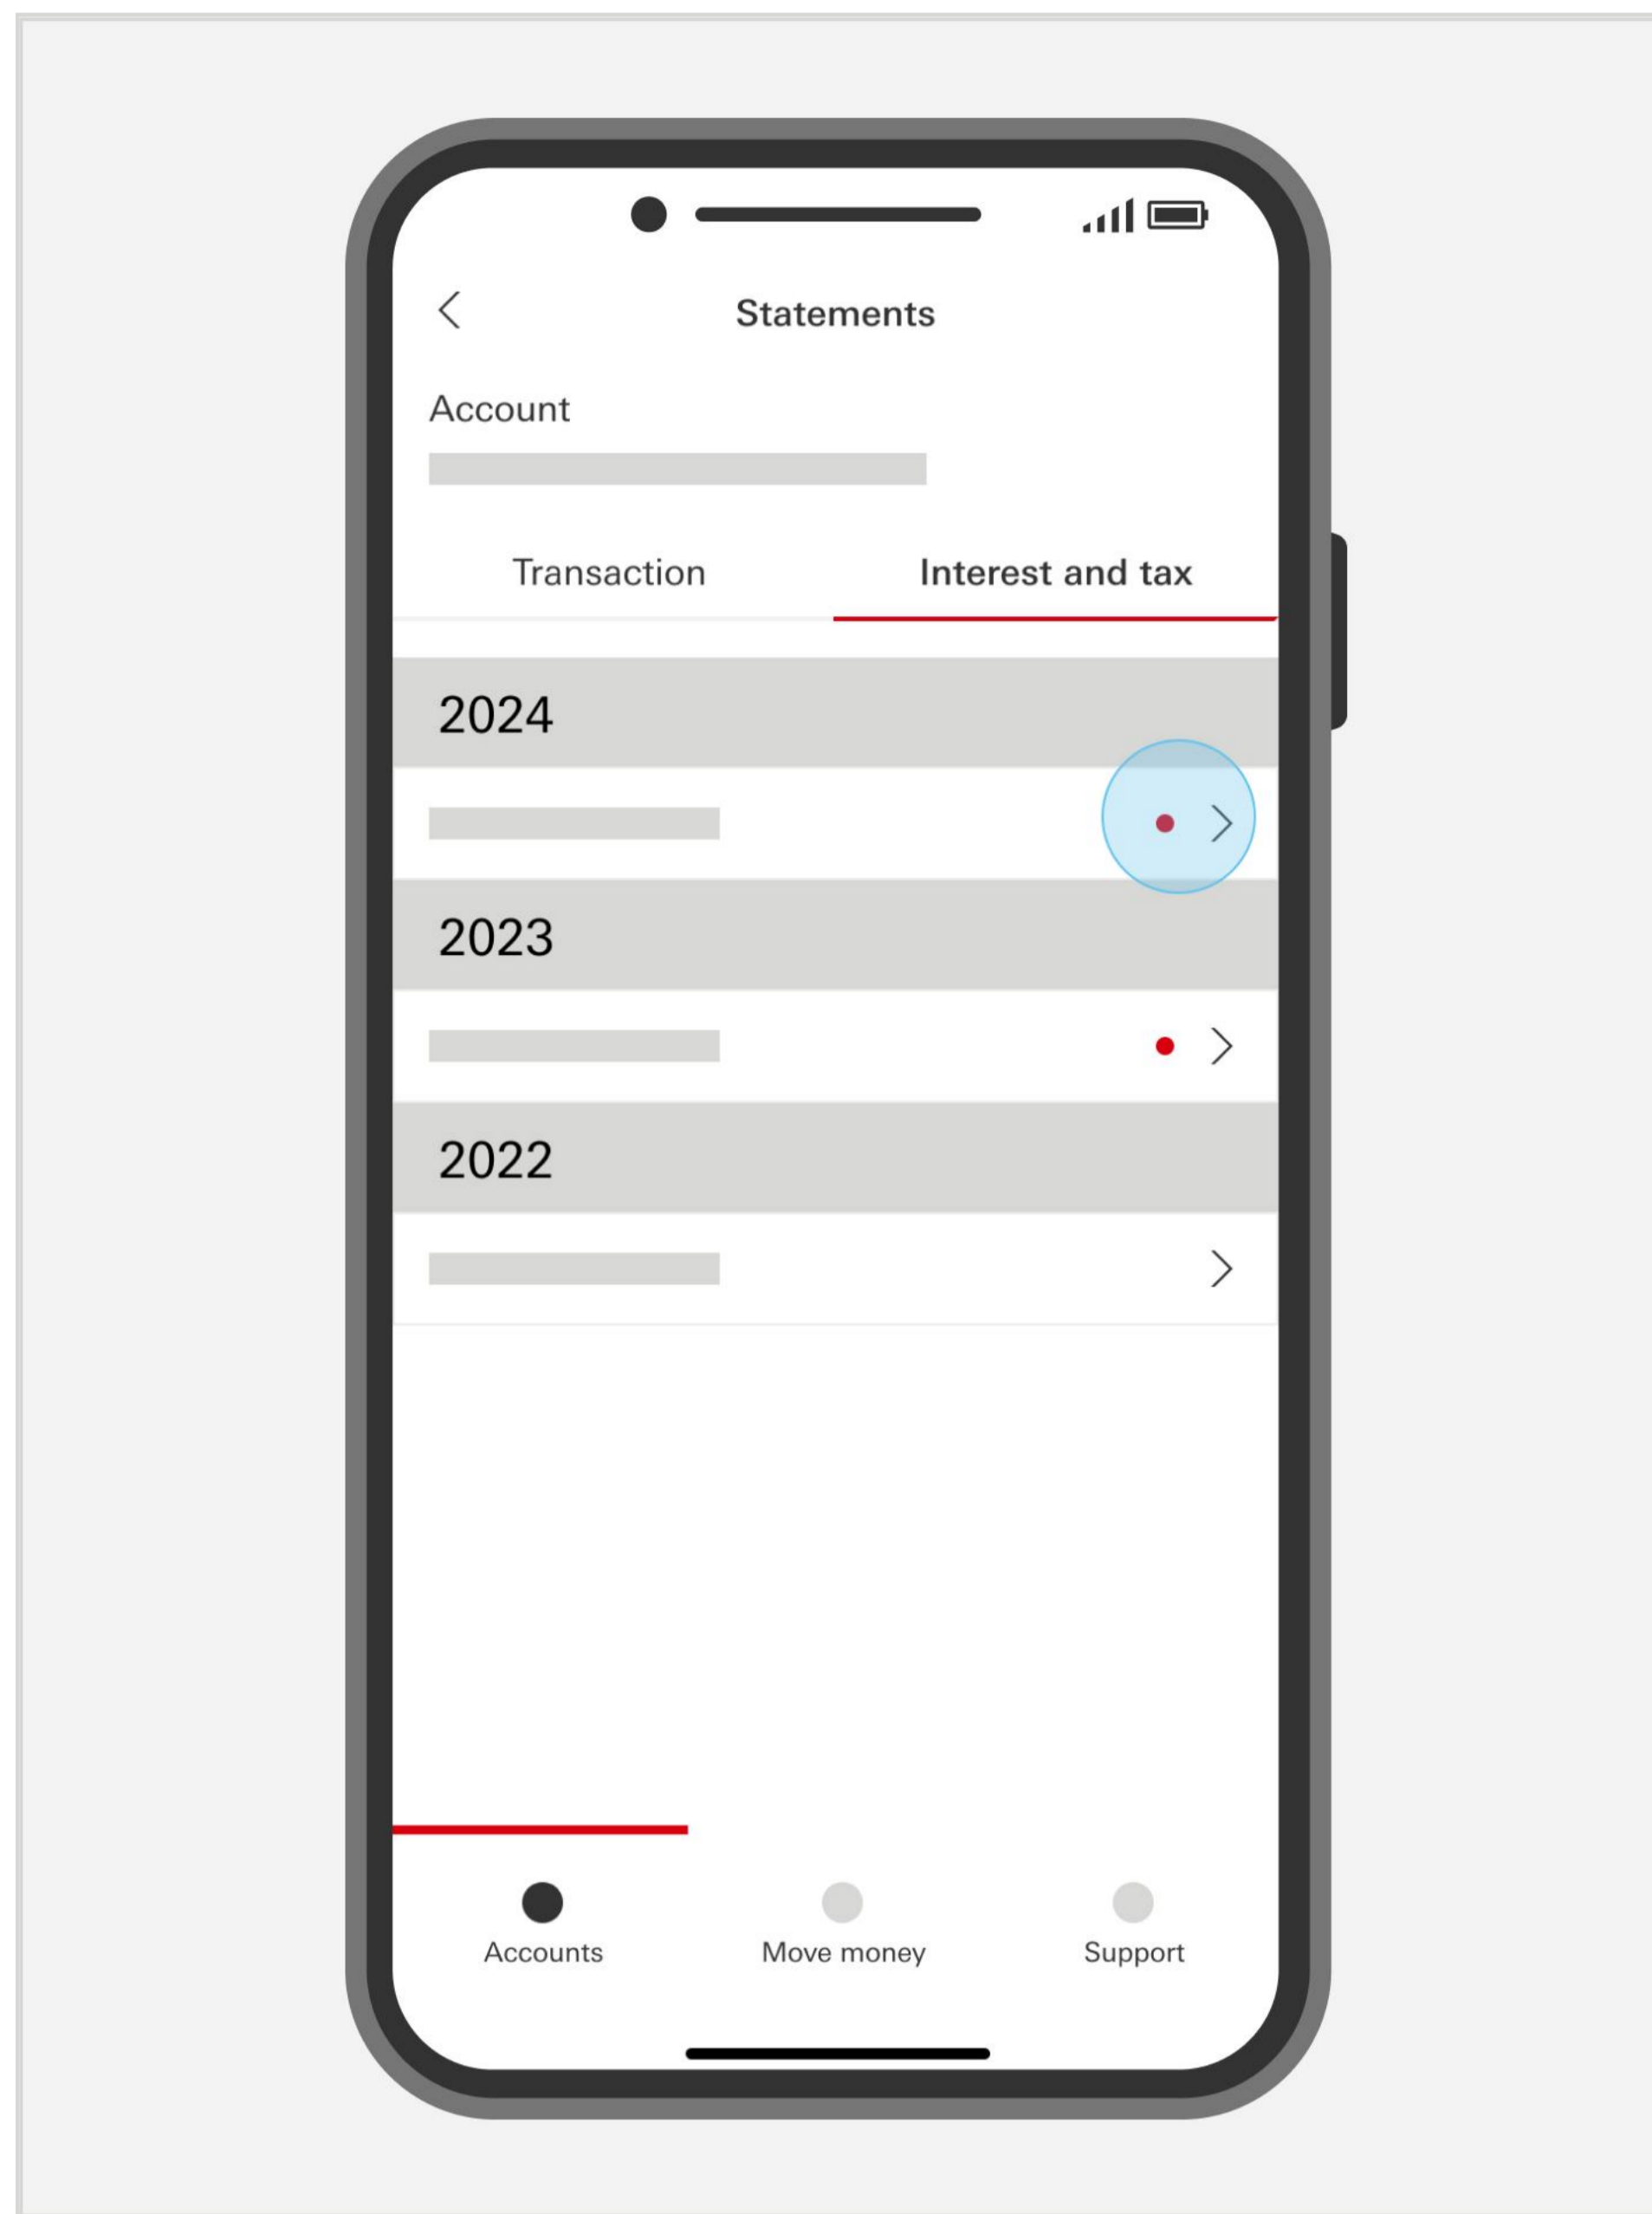 Statements
Account
Transaction Interest and tax
2024
2023
2022
Accounts Move money Support